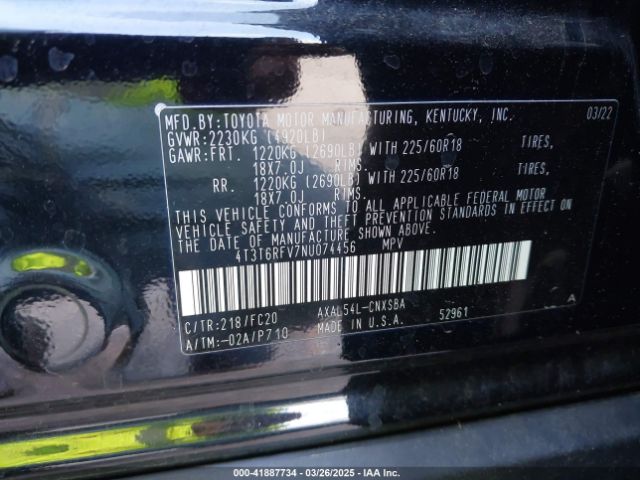 MFD.BY:TOYOTA MOTOR MANUFACTURING, KENTUCKY, INC. 03/22
GVWR:2230KG (4920LB)
GAWR:FRT. 1220KG (2690LB) WITH 225/60R18 TIRES,
18X7.0J RIMS
RR. 1220KG (2690LB) WITH 225/60R18 TIRES,
18X7.0J RIMS.
THIS VEHICLE CONFORMS TO ALL APPLICABLE FEDERAL MOTOR
VEHICLE SAFETY AND THEFT PREVENTION STANDARDS IN EFFECT ON
THE DATE OF MANUFACTURE SHOWN ABOVE.
4T3T6RFV7NU074456 MPV
C/TR:218/FC20 AXAL54L-CNXSBA A
A/TM:-02A/P710 MADE IN U.S.A. 52961
000-41887734 — 03/26/2025 — IAA Inc.